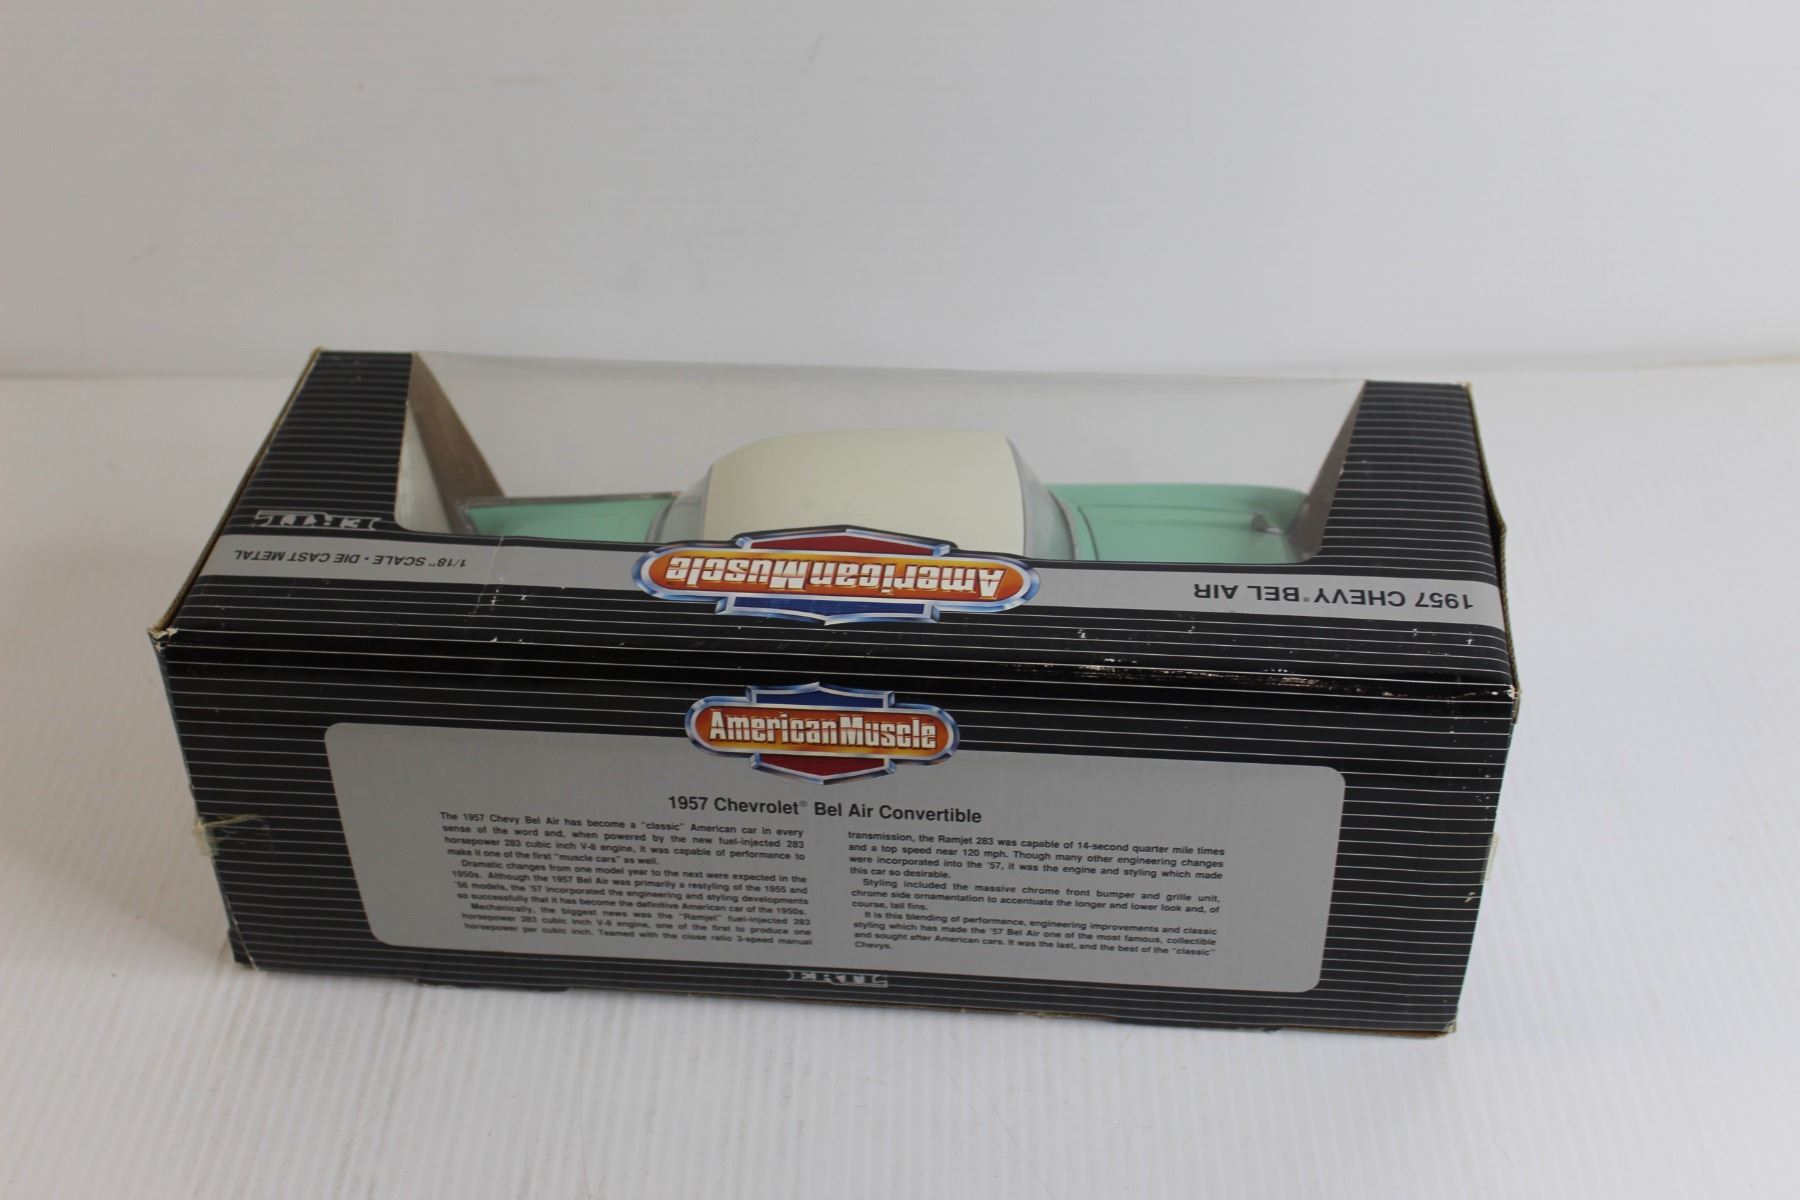 ERTL
1/18" SCALE • DIE CAST METAL
American Muscle
1957 CHEVY® BEL AIR
American Muscle
1957 Chevrolet® Bel Air Convertible
The 1957 Chevy Bel Air has become a "classic" American car in every
sense of the word and, when powered by the new fuel-injected 283
horsepower 283 cubic inch V-8 engine, it was capable of performance to
make it one of the first "muscle cars" as well.
Dramatic changes from one model year to the next were expected in the
1950s. Although the 1957 Bel Air was primarily a restyling of the 1955 and
'56 models, the '57 incorporated the engineering and styling developments
so successfully that it has become the definitive American car of the 1950s.
Mechanically, the biggest news was the "Ramjet" fuel-injected 283
horsepower 283 cubic inch V-8 engine, one of the first to produce one
horsepower per cubic inch. Teamed with the close ratio 3-speed manual
transmission, the Ramjet 283 was capable of 14-second quarter mile times
and a top speed near 120 mph. Though many other engineering changes
were incorporated into the '57, it was the engine and styling which made
this car so desirable.
Styling included the massive chrome front bumper and grille unit,
chrome side ornamentation to accentuate the longer and lower look and, of
course, tail fins.
It is this blending of performance, engineering improvements and classic
styling which has made the '57 Bel Air one of the most famous, collectible
and sought after American cars. It was the last, and the best of the "classic"
Chevys.
ERTL